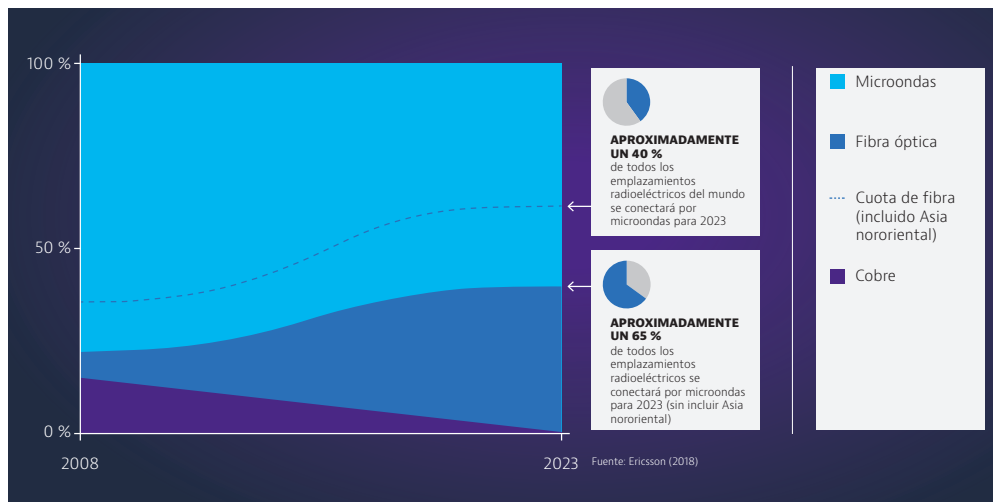 100 %
50 %
0 %
2008
2023
APROXIMADAMENTE
UN 40 %
de todos los
emplazamientos
radioeléctricos del mundo
se conectará por
microondas para 2023
APROXIMADAMENTE
UN 65 %
de todos los
emplazamientos
radioeléctricos se
conectará por microondas
para 2023 (sin incluir Asia
nororiental)
Fuente: Ericsson (2018)
Microondas
Fibra óptica
Cuota de fibra
(incluido Asia
nororiental)
Cobre